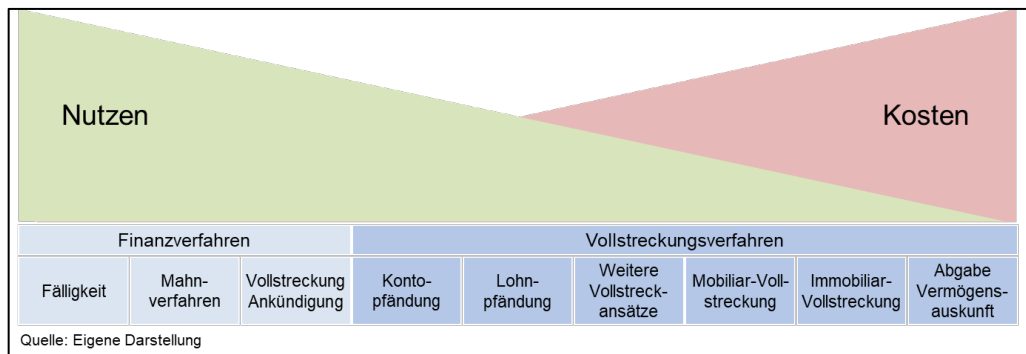 Nutzen
Kosten
Finanzverfahren
Vollstreckungsverfahren
Fälligkeit
Mahn-
verfahren
Vollstreckung
Ankündigung
Konto-
pfändung
Lohn-
pfändung
Weitere
Vollstreck-
ansätze
Mobiliar-Voll-
streckung
Immobiliar-
Vollstreckung
Abgabe
Vermögens-
auskunft
Quelle: Eigene Darstellung